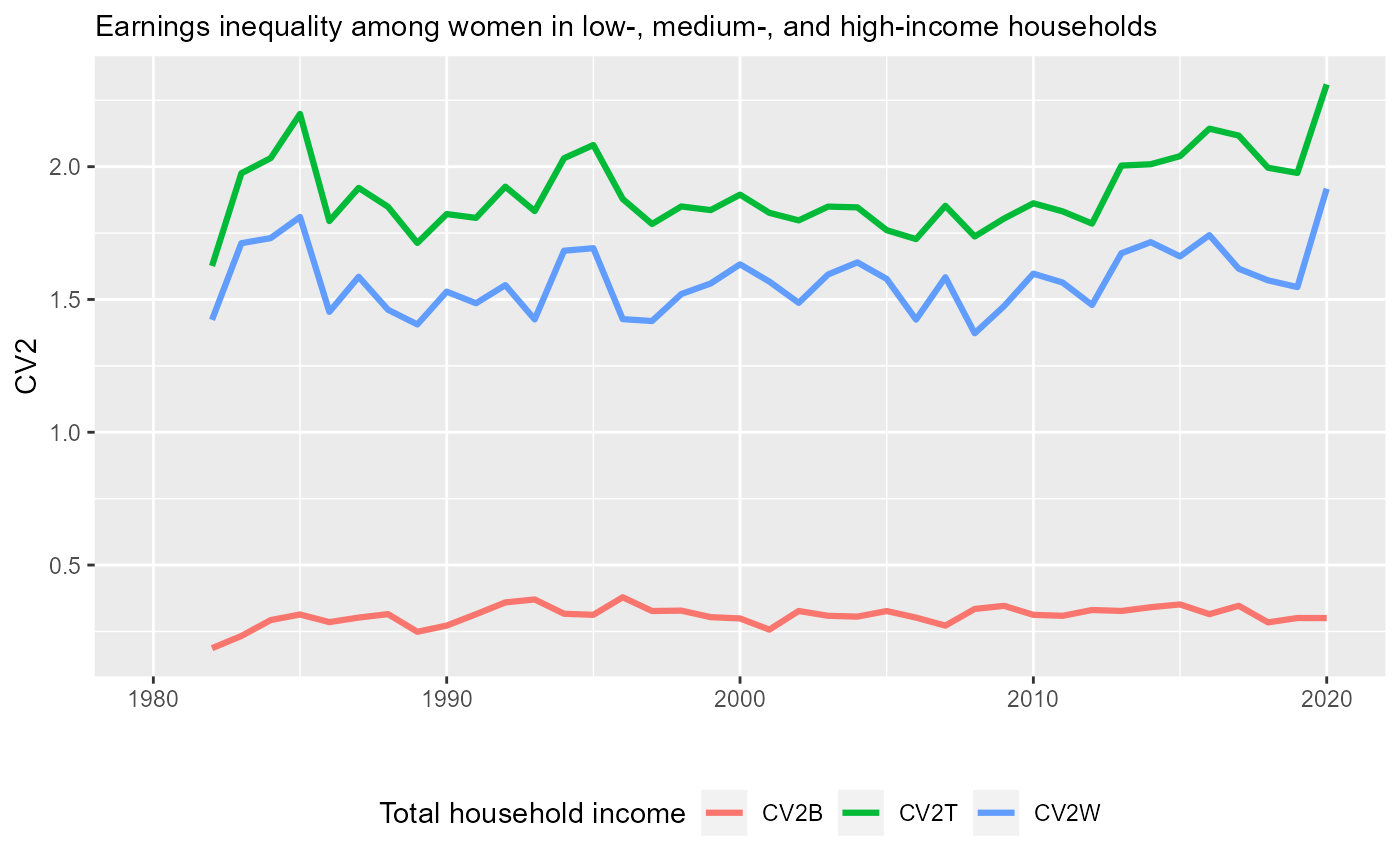 Earnings inequality among women in low-, medium-, and high-income households
CV2
2.0
1.5
1.0
0.5
1980 1990 2000 2010 2020
Total household income CV2B CV2T CV2W